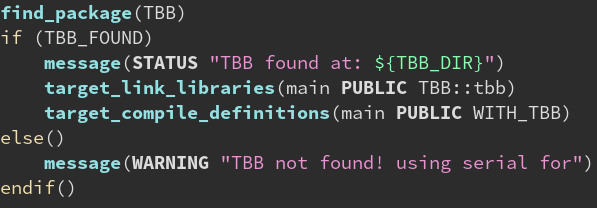 find_package(TBB)
if (TBB_FOUND)
    message(STATUS "TBB found at: ${TBB_DIR}")
    target_link_libraries(main PUBLIC TBB::tbb)
    target_compile_definitions(main PUBLIC WITH_TBB)
else()
    message(WARNING "TBB not found! using serial for")
endif()